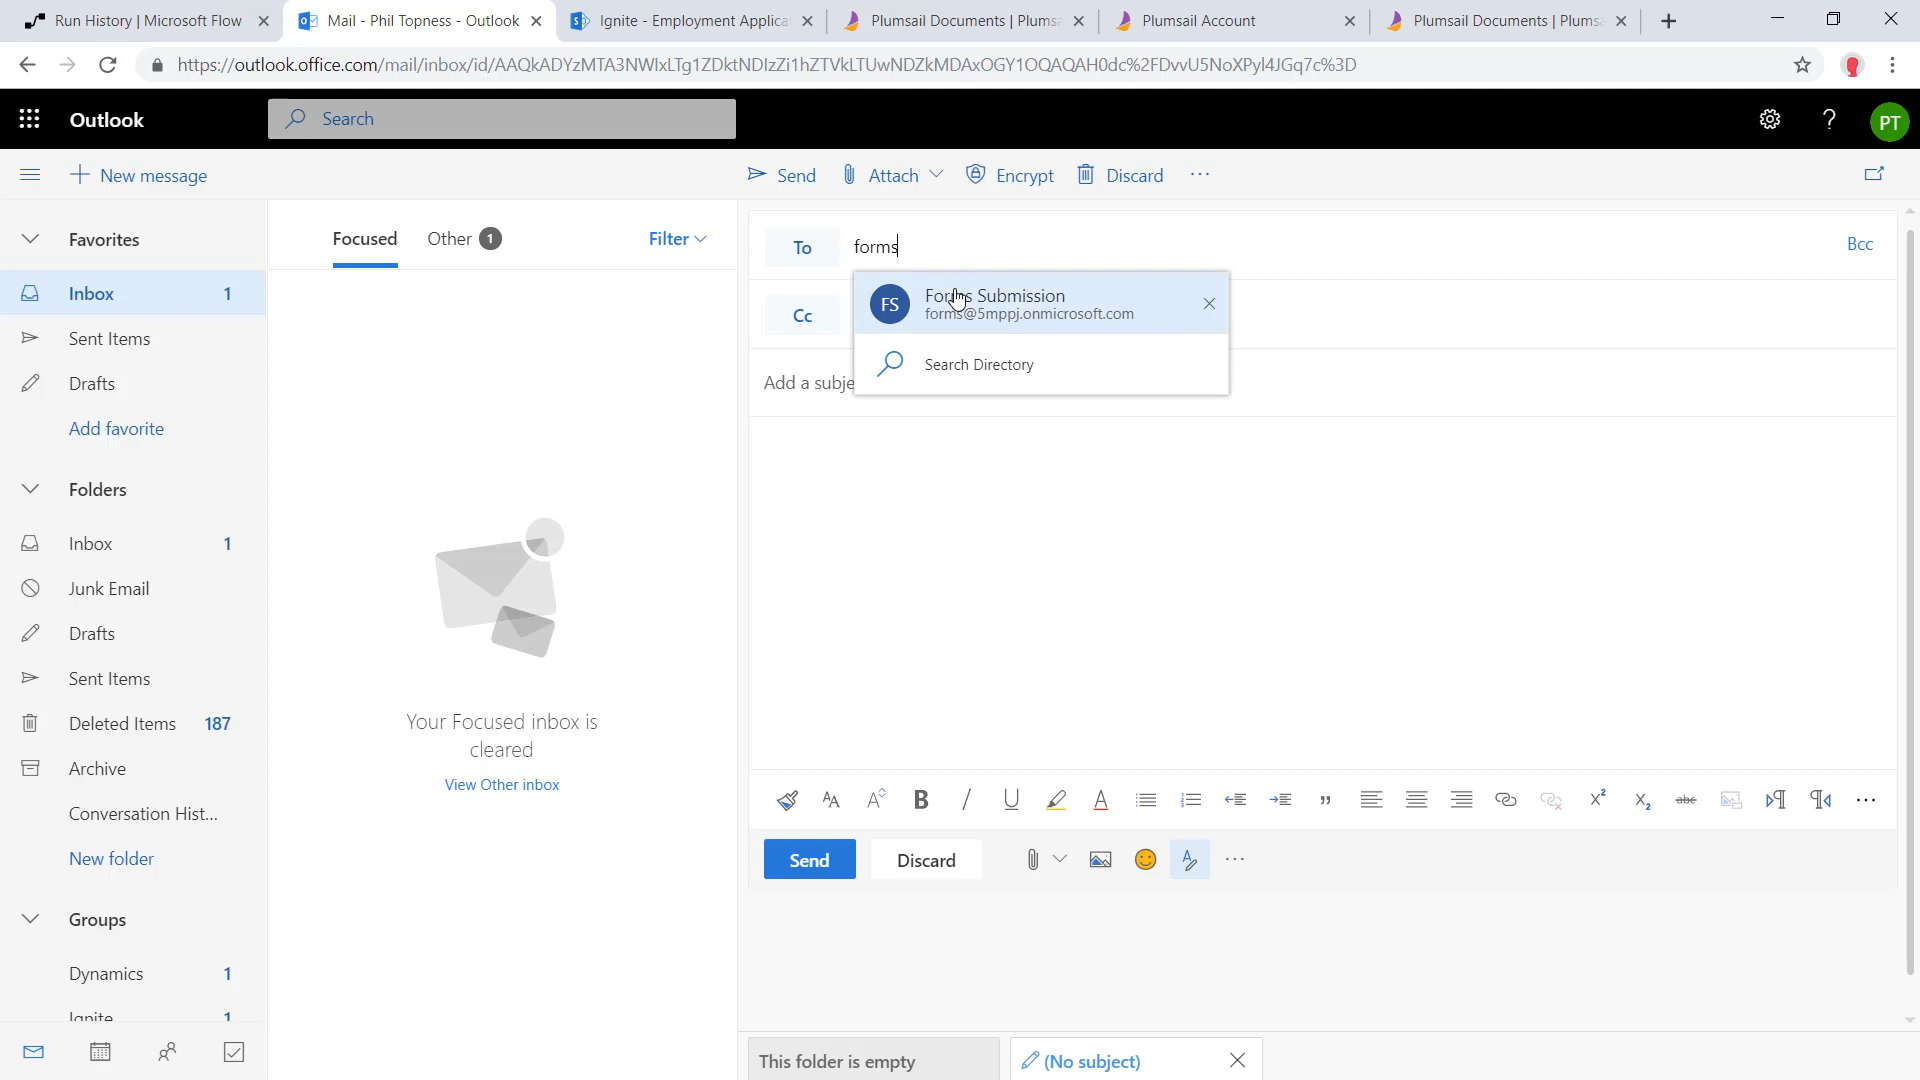 Run History | Microsoft Flow
Mail - Phil Topness - Outlook
Ignite - Employment Applica
Plumsail Documents | Plumsa
Plumsail Account
Plumsail Documents | Plumsa
https://outlook.office.com/mail/inbox/id/AAQkADYzMTA3NWIxLTg1ZDktNDIzZi1hZTVkLTUwNDZkMDAxOGY1OQAQAH0dc%2FDvvU5NoXPyl4JGq7c%3D
Outlook
Search
PT
New message
Send
Attach
Encrypt
Discard
Favorites
Inbox 1
Sent Items
Drafts
Add favorite
Folders
Inbox 1
Junk Email
Drafts
Sent Items
Deleted Items 187
Archive
Conversation Hist...
New folder
Groups
Dynamics 1
Ignite 1
Focused
Other 1
Filter
Your Focused inbox is
cleared
View Other inbox
To
forms
Bcc
FS
Forms Submission
forms@5mppj.onmicrosoft.com
Search Directory
Cc
Add a subje
Send
Discard
This folder is empty
(No subject)